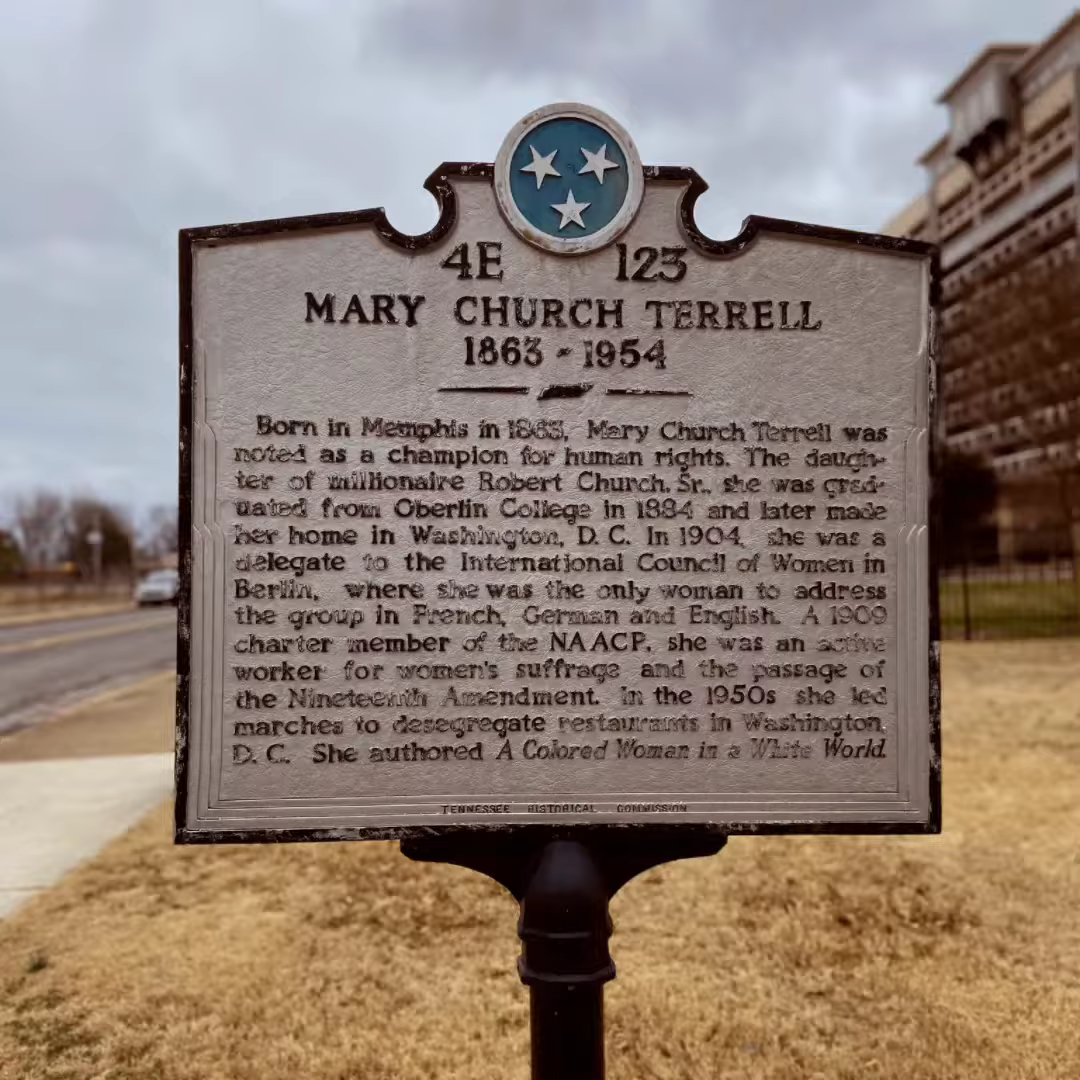 4E 123
MARY CHURCH TERRELL
1863 - 1954
Born in Memphis in 1863, Mary Church Terrell was
noted as a champion for human rights. The daugh-
ter of millionaire Robert Church, Sr., she was grad-
uated from Oberlin College in 1884 and later made
her home in Washington, D. C. In 1904, she was a
delegate to the International Council of Women in
Berlin, where she was the only woman to address
the group in French, German and English. A 1909
charter member of the NAACP, she was an active
worker for women's suffrage and the passage of
the Nineteenth Amendment. In the 1950s she led
marches to desegregate restaurants in Washington,
D. C. She authored A Colored Woman in a White World.
TENNESSEE HISTORICAL COMMISSION